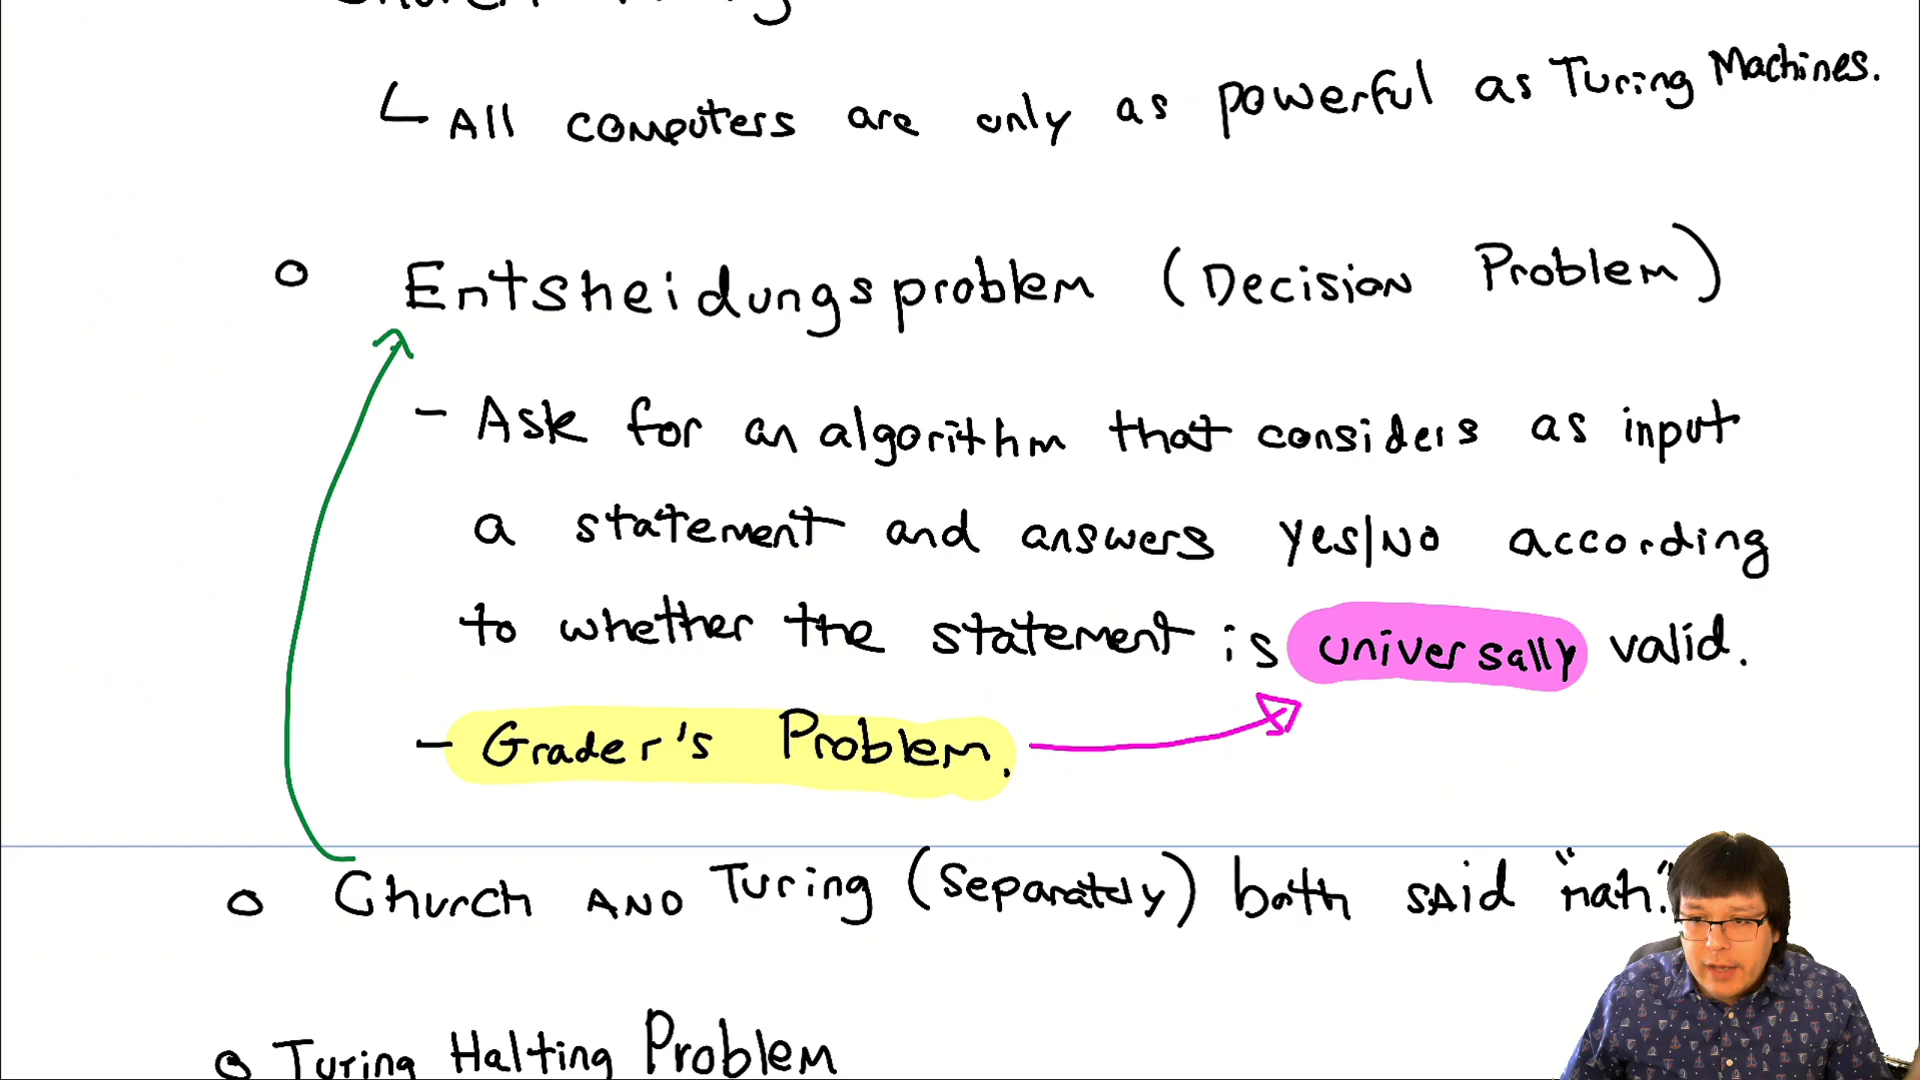 All computers are only as powerful as Turing Machines.
Entsheidungsproblem (Decision Problem)
- Ask for an algorithm that considers as input
a statement and answers Yes|No according
to whether the statement is universally valid.
- Grader's Problem.
Church AND Turing (Separately) both said "nah."
Turing Halting Problem